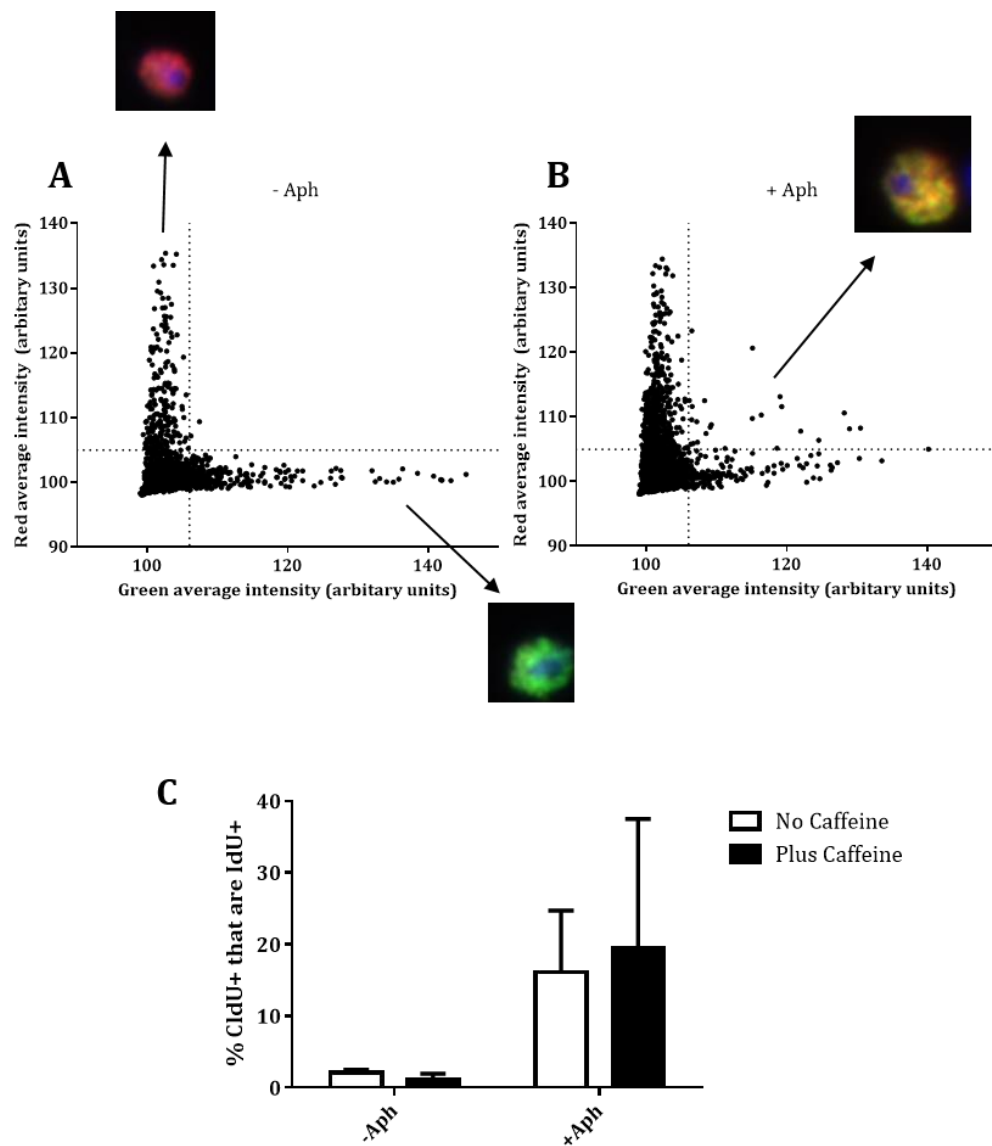 A
- Aph
B
+ Aph
Red average intensity (arbitary units)
140
130
120
110
100
90
100
120
140
Green average intensity (arbitary units)
Red average intensity (arbitary units)
140
130
120
110
100
90
100
120
140
Green average intensity (arbitary units)
C
% CldU+ that are IdU+
40
30
20
10
0
-Aph
+Aph
No Caffeine
Plus Caffeine